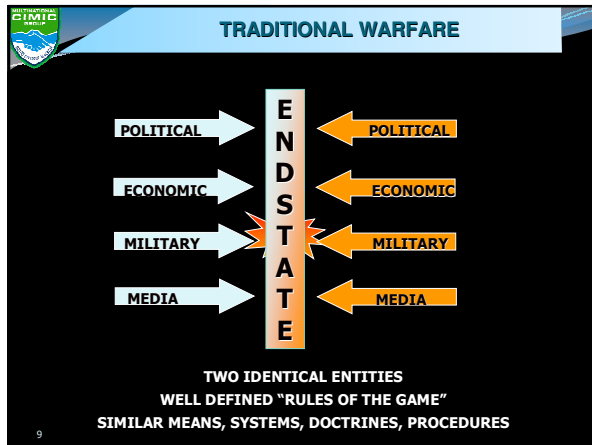 MULTINATIONAL
CIMIC
GROUP
TRADITIONAL WARFARE
POLITICAL
ECONOMIC
MILITARY
MEDIA
E
N
D
S
T
A
T
E
POLITICAL
ECONOMIC
MILITARY
MEDIA
TWO IDENTICAL ENTITIES
WELL DEFINED “RULES OF THE GAME”
SIMILAR MEANS, SYSTEMS, DOCTRINES, PROCEDURES
9